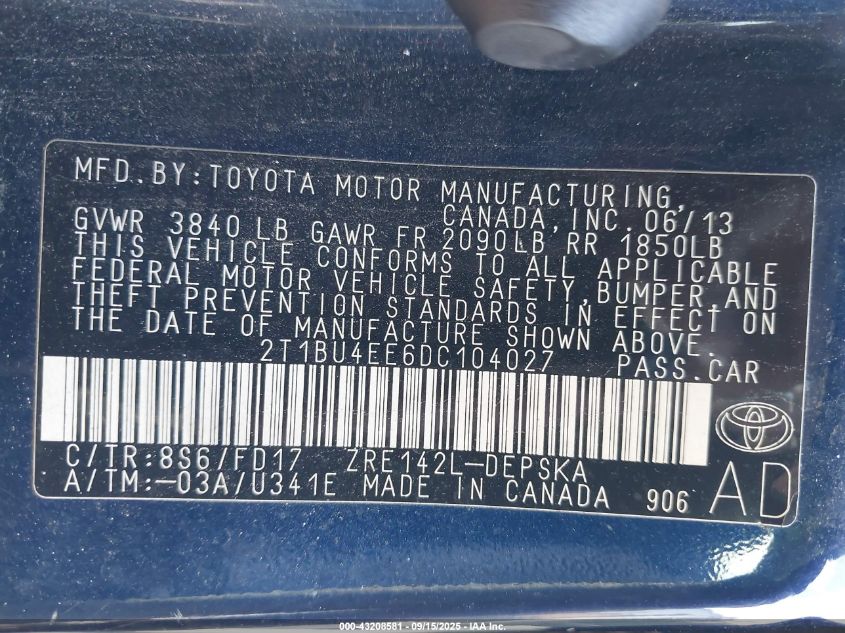 MFD.BY:TOYOTA MOTOR MANUFACTURING,
CANADA,INC. 06/13
GVWR 3840 LB GAWR FR 2090LB RR 1850LB
THIS VEHICLE CONFORMS TO ALL APPLICABLE
FEDERAL MOTOR VEHICLE SAFETY,BUMPER,AND
THEFT PREVENTION STANDARDS IN EFFECT ON
THE DATE OF MANUFACTURE SHOWN ABOVE.
2T1BU4EE6DC104027 PASS.CAR
C/TR:8S6/FD17 ZRE142L-DEPSKA
A/TM:-03A/U341E MADE IN CANADA 906 AD
000-43208581 - 09/15/2025 - IAA Inc.